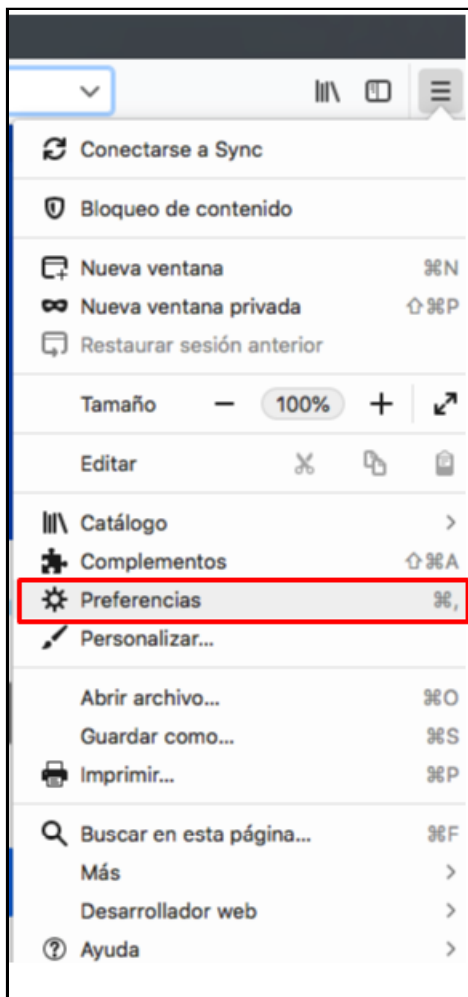 Conectarse a Sync
Bloqueo de contenido
Nueva ventana ⌘N
Nueva ventana privada ⇧⌘P
Restaurar sesión anterior
Tamaño − 100% +
Editar
Catálogo >
Complementos ⇧⌘A
Preferencias ⌘,
Personalizar...
Abrir archivo... ⌘O
Guardar como... ⌘S
Imprimir... ⌘P
Buscar en esta página... ⌘F
Más >
Desarrollador web >
Ayuda >